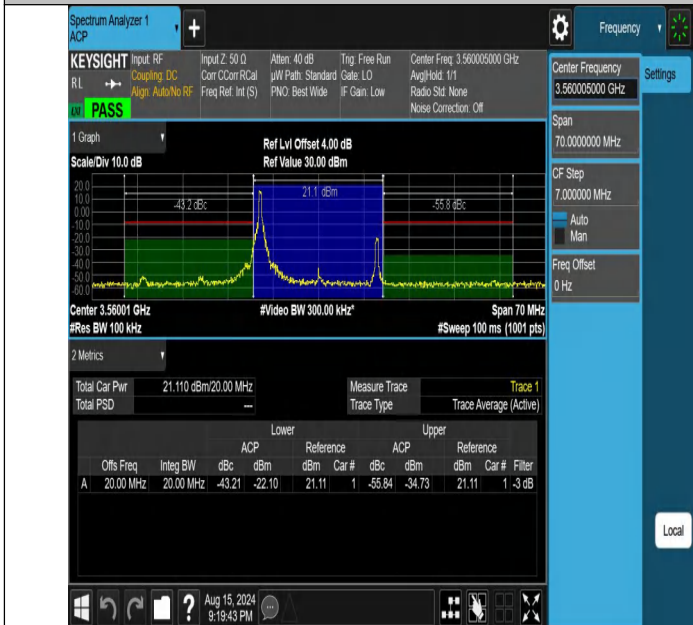 Spectrum Analyzer 1
ACP
Frequency
KEYSIGHT Input: RF Input Z: 50 Ω Atten: 40 dB Trig: Free Run Center Freq: 3.560005000 GHz
RL Coupling: DC Corr CCorr RCal µW Path: Standard Gate: LO Avg|Hold: 1/1
Align: Auto/No RF Freq Ref: Int (S) PNO: Best Wide IF Gain: Low Radio Std: None
PASS Noise Correction: Off
1 Graph
Ref Lvl Offset 4.00 dB
Scale/Div 10.0 dB Ref Value 30.00 dBm
20.0
10.0
0.00
-10.0
-20.0
-30.0
-40.0
-50.0
-60.0
-43.2 dBc 21.1 dBm -55.8 dBc
Center 3.56001 GHz #Video BW 300.00 kHz* Span 70 MHz
#Res BW 100 kHz #Sweep 100 ms (1001 pts)
2 Metrics
Total Car Pwr 21.110 dBm/20.00 MHz Measure Trace Trace 1
Total PSD --- Trace Type Trace Average (Active)
Lower Upper
ACP Reference ACP Reference
Offs Freq Integ BW dBc dBm dBm Car # dBc dBm dBm Car # Filter
A 20.00 MHz 20.00 MHz -43.21 -22.10 21.11 1 -55.84 -34.73 21.11 1 -3 dB
Aug 15, 2024
9:19:43 PM
Center Frequency
3.560005000 GHz
Settings
Span
70.0000000 MHz
CF Step
7.000000 MHz
Auto
Man
Freq Offset
0 Hz
Local